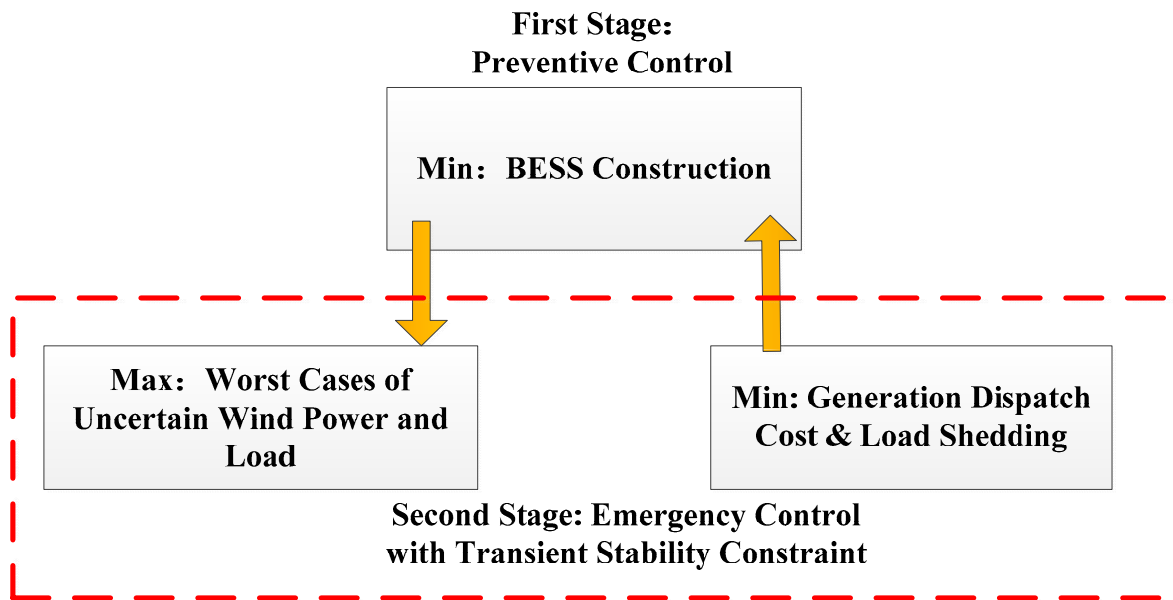 First Stage：
Preventive Control
Min：BESS Construction
Max：Worst Cases of
Uncertain Wind Power and
Load
Min: Generation Dispatch
Cost & Load Shedding
Second Stage: Emergency Control
with Transient Stability Constraint